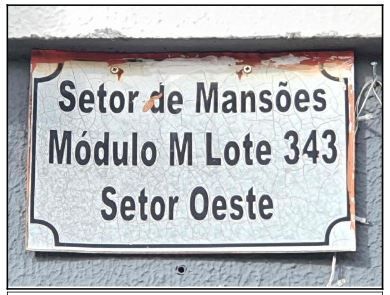 Setor de Mansões
Módulo M Lote 343
Setor Oeste